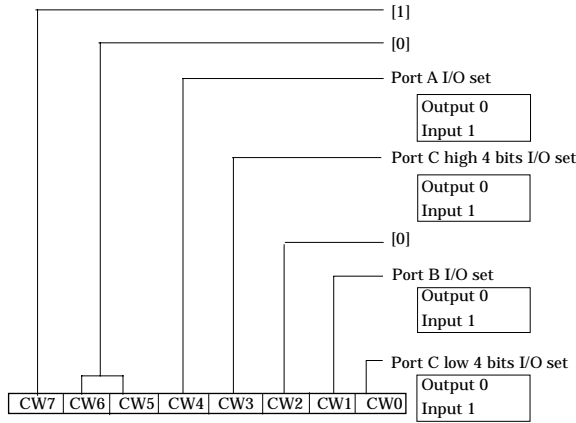 [1]
[0]
Port A I/O set
Output 0
Input 1
Port C high 4 bits I/O set
Output 0
Input 1
[0]
Port B I/O set
Output 0
Input 1
Port C low 4 bits I/O set
Output 0
Input 1
CW7 CW6 CW5 CW4 CW3 CW2 CW1 CW0